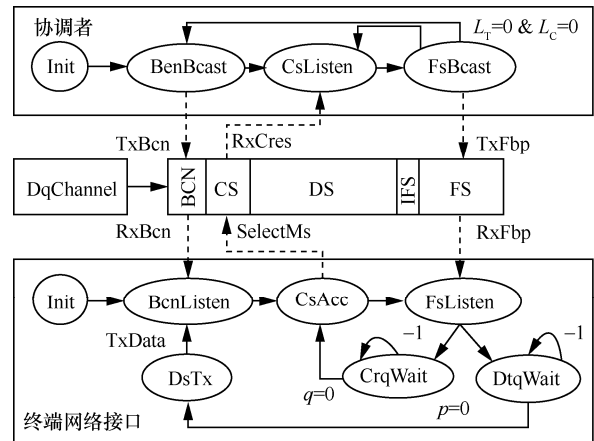 协调者
L_T=0 & L_C=0
Init
BenBcast
CsListen
FsBcast
TxBcn
RxCres
TxFbp
DqChannel
BCN
CS
DS
IFS
FS
RxBcn
SelectMs
RxFbp
Init
BcnListen
CsAcc
FsListen
TxData
−1
−1
DsTx
CrqWait
DtqWait
q=0
p=0
终端网络接口